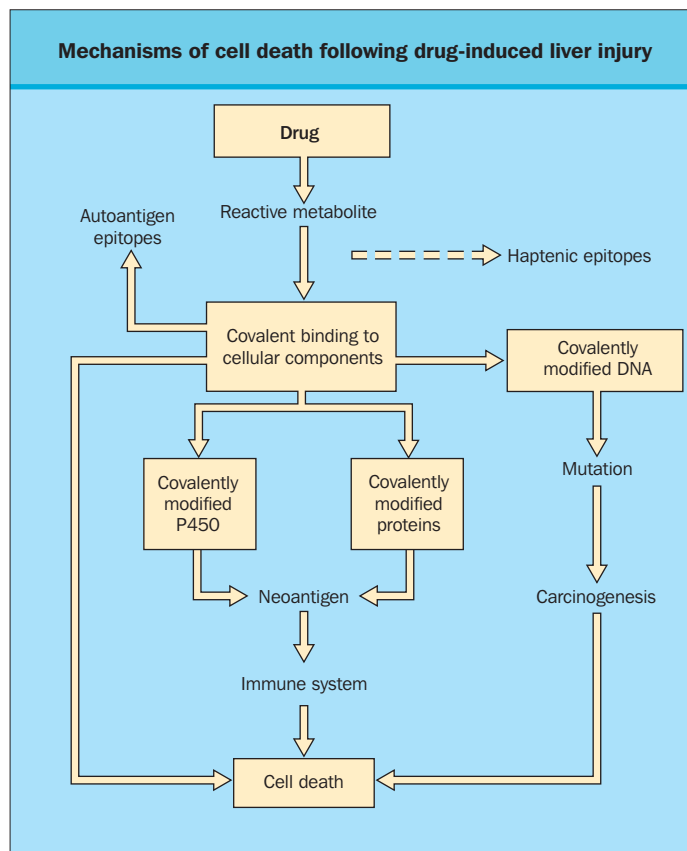 Mechanisms of cell death following drug-induced liver injury
Drug
Reactive metabolite
Autoantigen
epitopes
Haptenic epitopes
Covalent binding to
cellular components
Covalently
modified DNA
Covalently
modified
P450
Covalently
modified
proteins
Mutation
Neoantigen
Carcinogenesis
Immune system
Cell death